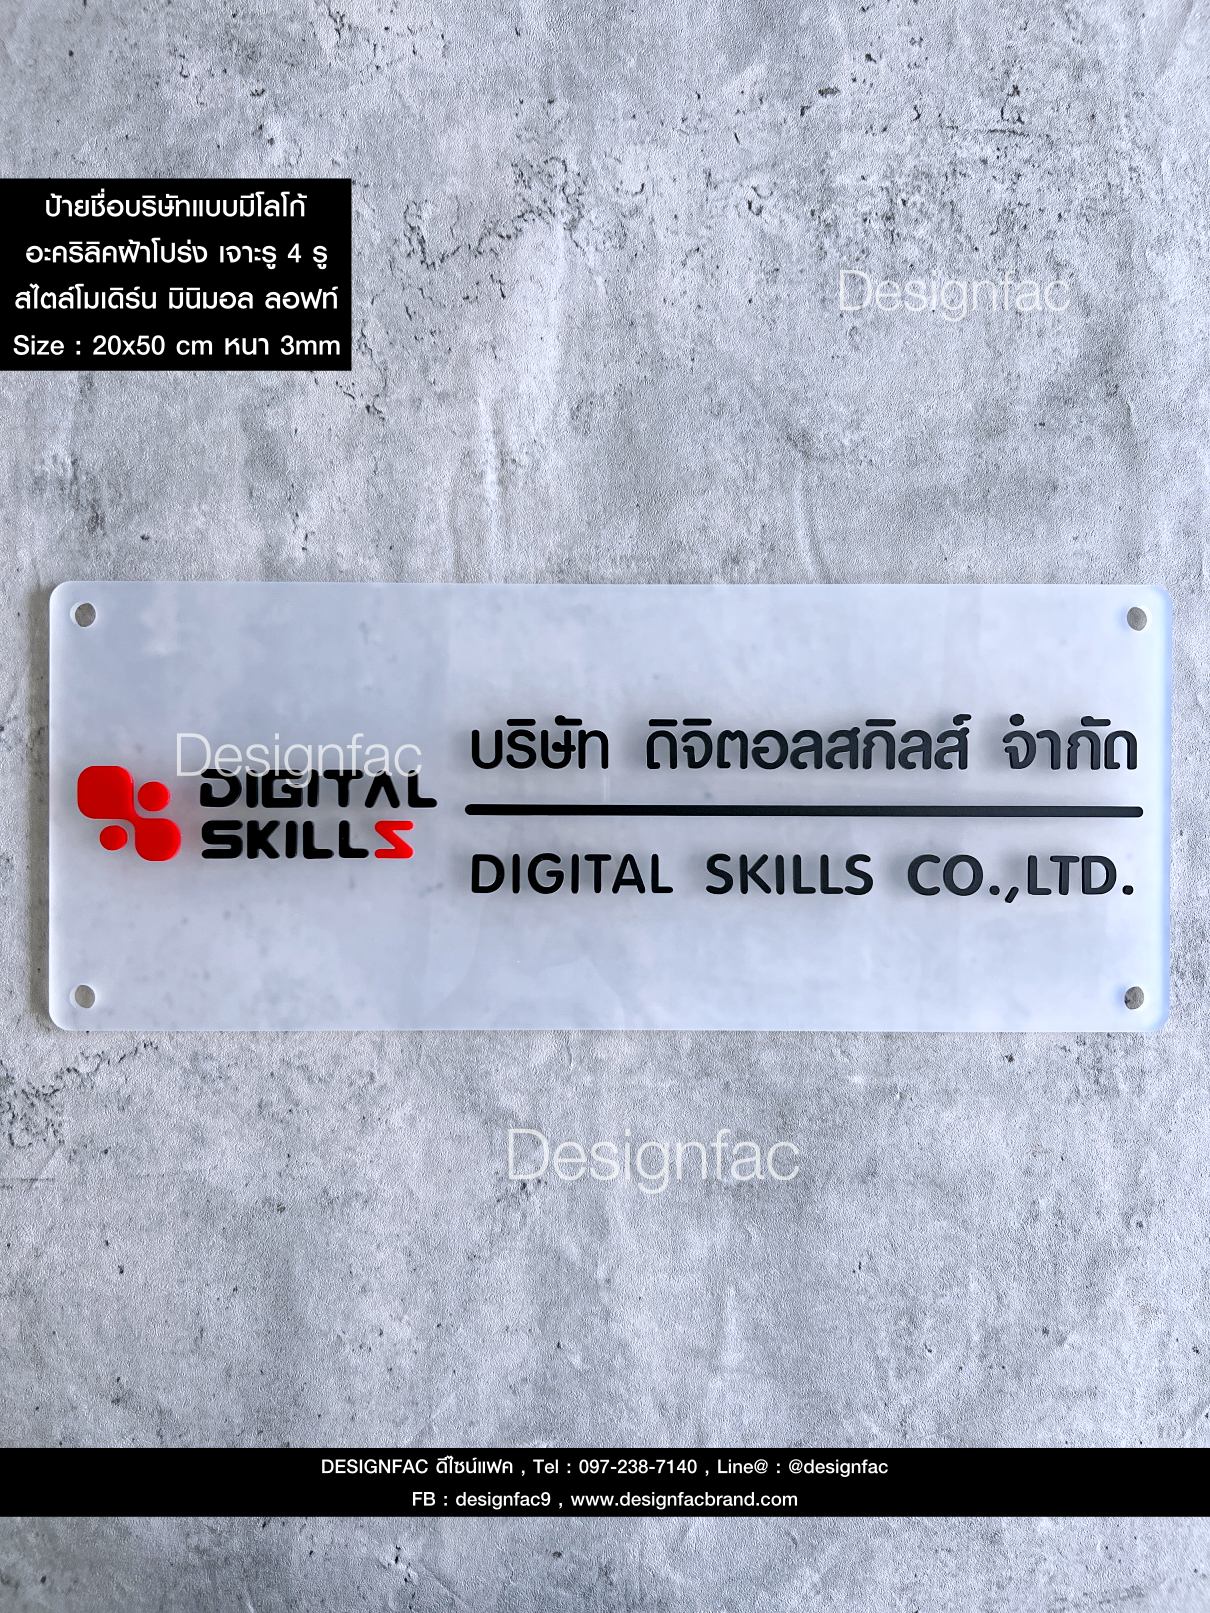 ป้ายชื่อบริษัทแบบมีโลโก้
อะคริลิคฝ้าโปร่ง เจาะรู 4 รู
สไตล์โมเดิร์น มินิมอล ลอฟท์
Size : 20x50 cm หนา 3mm
Designfac
Designfac
DIGITAL
SKILLS
บริษัท ดิจิตอลสกิลส์ จำกัด
DIGITAL SKILLS CO.,LTD.
Designfac
DESIGNFAC ดีไซน์แฟค , Tel : 097-238-7140 , Line@ : @designfac
FB : designfac9 , www.designfacbrand.com